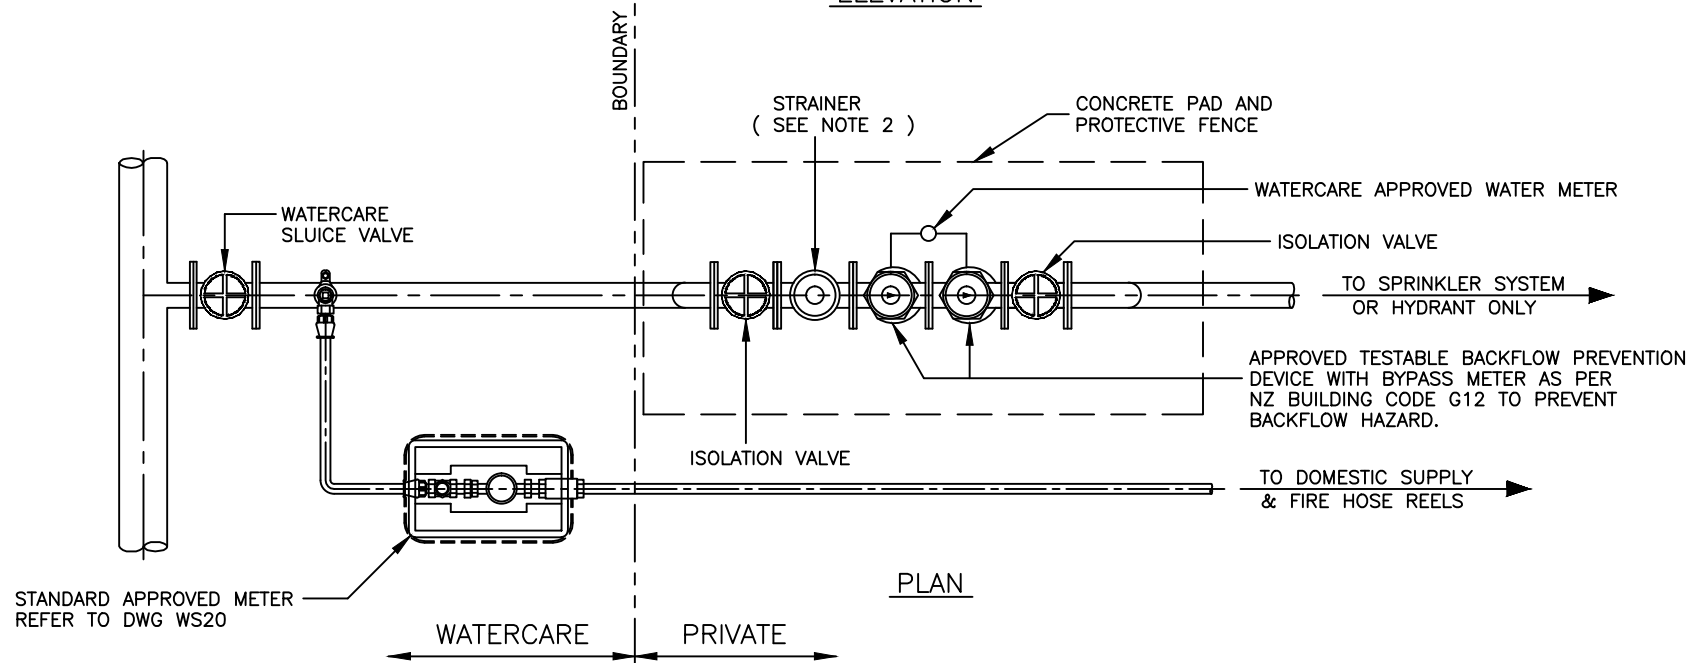 ELEVATION
BOUNDARY
STRAINER
( SEE NOTE 2 )
CONCRETE PAD AND
PROTECTIVE FENCE
WATERCARE APPROVED WATER METER
WATERCARE
SLUICE VALVE
ISOLATION VALVE
TO SPRINKLER SYSTEM
OR HYDRANT ONLY
APPROVED TESTABLE BACKFLOW PREVENTION
DEVICE WITH BYPASS METER AS PER
NZ BUILDING CODE G12 TO PREVENT
BACKFLOW HAZARD.
ISOLATION VALVE
TO DOMESTIC SUPPLY
& FIRE HOSE REELS
STANDARD APPROVED METER
REFER TO DWG WS20
PLAN
WATERCARE
PRIVATE